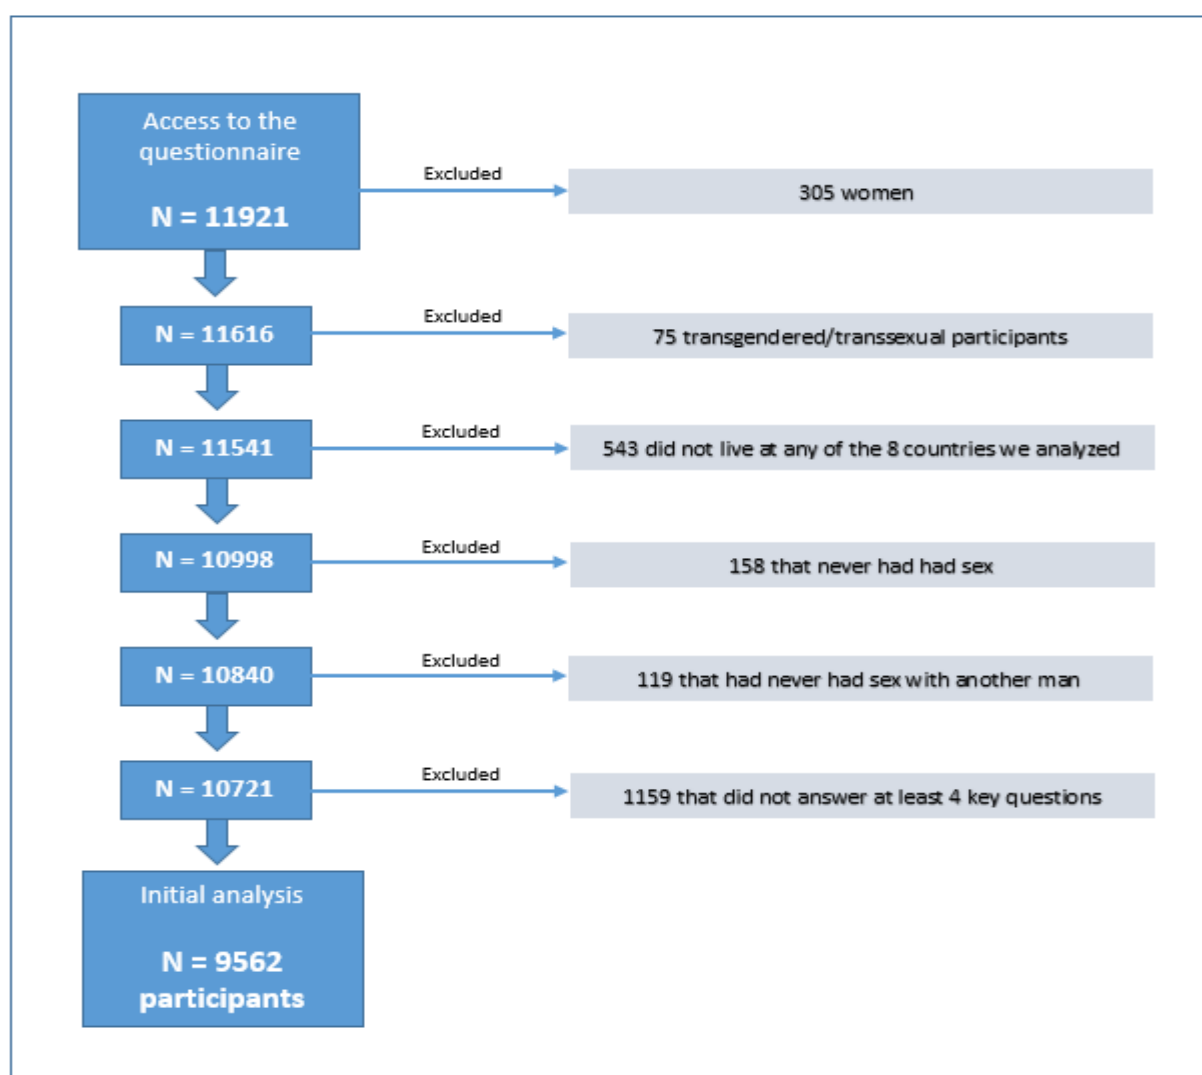 Access to the
questionnaire
N = 11921
Excluded
305 women
N = 11616
Excluded
75 transgendered/transsexual participants
N = 11541
Excluded
543 did not live at any of the 8 countries we analyzed
N = 10998
Excluded
158 that never had had sex
N = 10840
Excluded
119 that had never had sex with another man
N = 10721
Excluded
1159 that did not answer at least 4 key questions
Initial analysis
N = 9562
participants